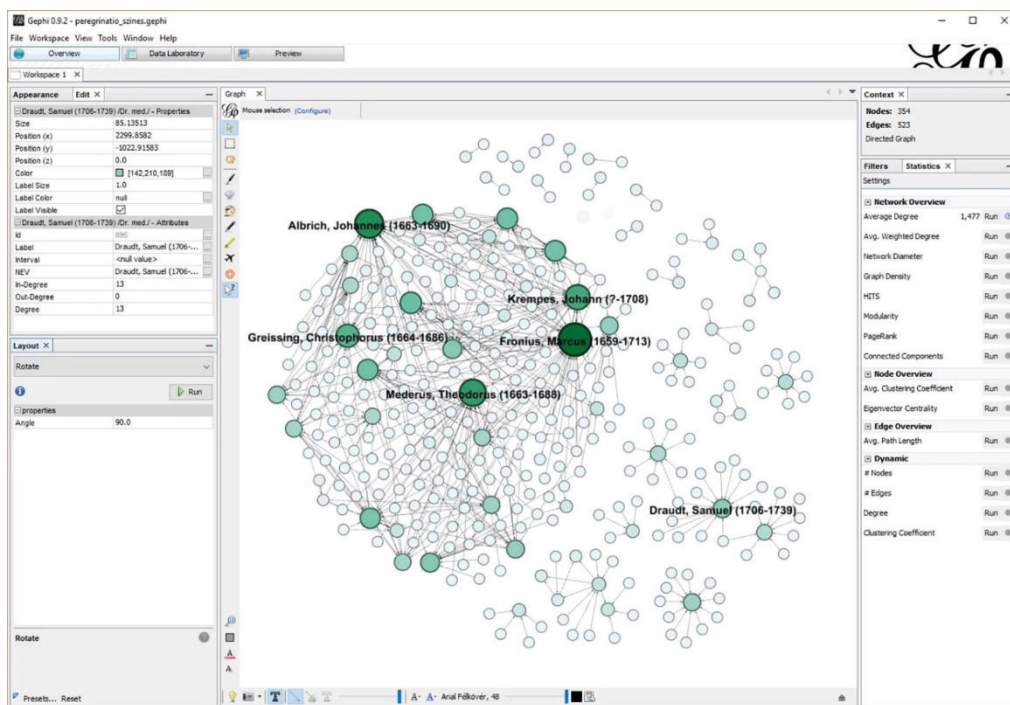 Gephi 0.9.2 - peregrinatio_szines.gephi
File Workspace View Tools Window Help
Overview Data Laboratory Preview
Workspace 1
Appearance Edit
Draudt, Samuel (1706-1739) /Dr. med./ - Properties
Size 85.13513
Position (x) 2299.8582
Position (y) -1022.91583
Position (z) 0.0
Color [142,210,189]
Label Size 1.0
Label Color null
Label Visible
Draudt, Samuel (1706-1739) /Dr. med./ - Attributes
Id 695
Label Draudt, Samuel (1706-...
Interval <null value>
NEV Draudt, Samuel (1706-...
In-Degree 13
Out-Degree 0
Degree 13
Layout
Rotate
Run
properties
Angle 90.0
Rotate
Presets... Reset
Graph
Mouse selection (Configure)
Albrich, Johannes (1663-1690)
Krempes, Johann (?-1708)
Greissing, Christophorus (1664-1686)
Fronius, Marcus (1659-1713)
Mederus, Theodorus (1663-1688)
Draudt, Samuel (1706-1739)
A- A- Arial Félkövér, 48
Context
Nodes: 354
Edges: 523
Directed Graph
Filters Statistics
Settings
Network Overview
Average Degree 1,477 Run
Avg. Weighted Degree Run
Network Diameter Run
Graph Density Run
HITS Run
Modularity Run
PageRank Run
Connected Components Run
Node Overview
Avg. Clustering Coefficient Run
Eigenvector Centrality Run
Edge Overview
Avg. Path Length Run
Dynamic
# Nodes Run
# Edges Run
Degree Run
Clustering Coefficient Run